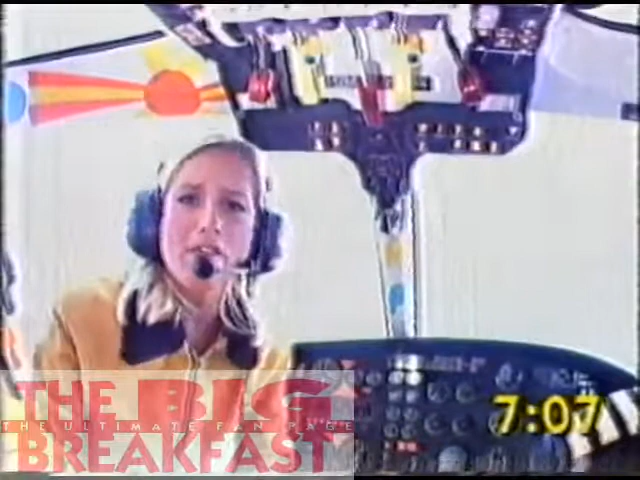 7:07
THE BIG
THE ULTIMATE FAN PAGE
BREAKFAST